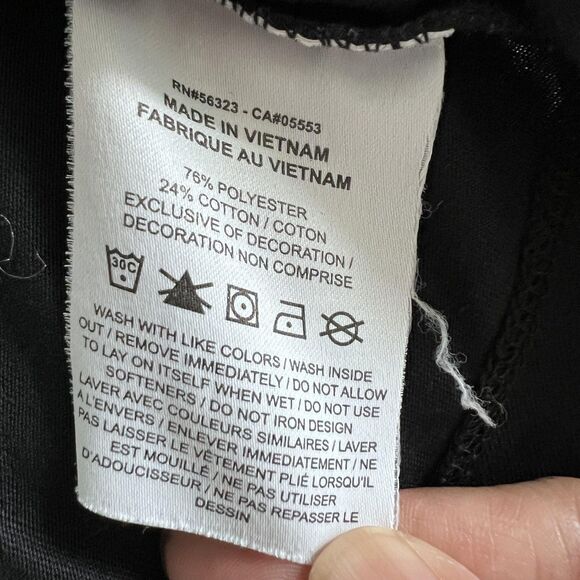 RN#56323 - CA#05553
MADE IN VIETNAM
FABRIQUE AU VIETNAM
76% POLYESTER
24% COTTON / COTON
EXCLUSIVE OF DECORATION /
DECORATION NON COMPRISE
30C
WASH WITH LIKE COLORS / WASH INSIDE
OUT / REMOVE IMMEDIATELY / DO NOT ALLOW
TO LAY ON ITSELF WHEN WET / DO NOT USE
SOFTENERS / DO NOT IRON DESIGN
LAVER AVEC COULEURS SIMILAIRES / LAVER
A L'ENVERS / ENLEVER IMMEDIATEMENT / NE
PAS LAISSER LE VÊTEMENT PLIÉ LORSQU'IL
EST MOUILLÉ / NE PAS UTILISER
D'ADOUCISSEUR / NE PAS REPASSER LE
DESSIN